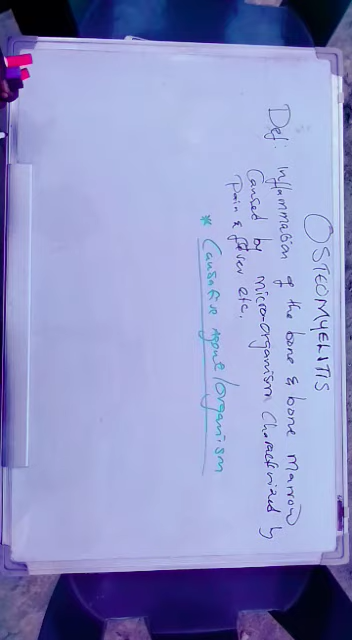 OSTEOMYELITIS
Def: Inflammation of the bone & bone marrow
Caused by micro-organism Characterized by
Pain & fever etc.
* Causative Agent/organism